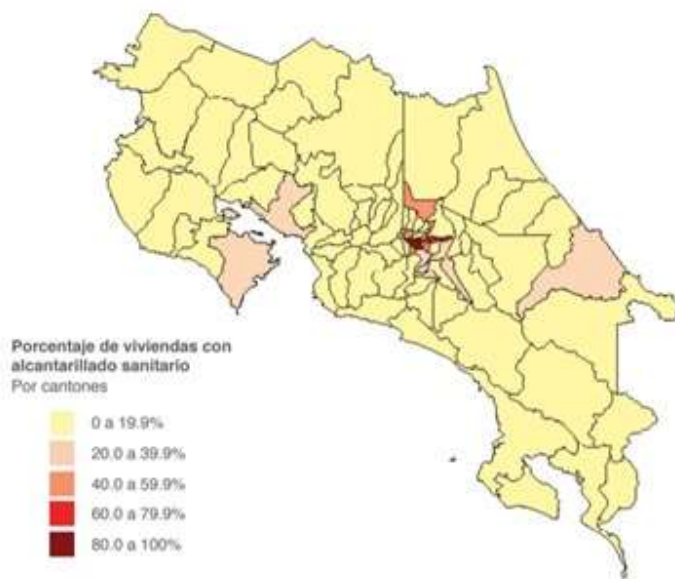 Porcentaje de viviendas con
alcantarillado sanitario
Por cantones
0 a 19.9%
20.0 a 39.9%
40.0 a 59.9%
60.0 a 79.9%
80.0 a 100%